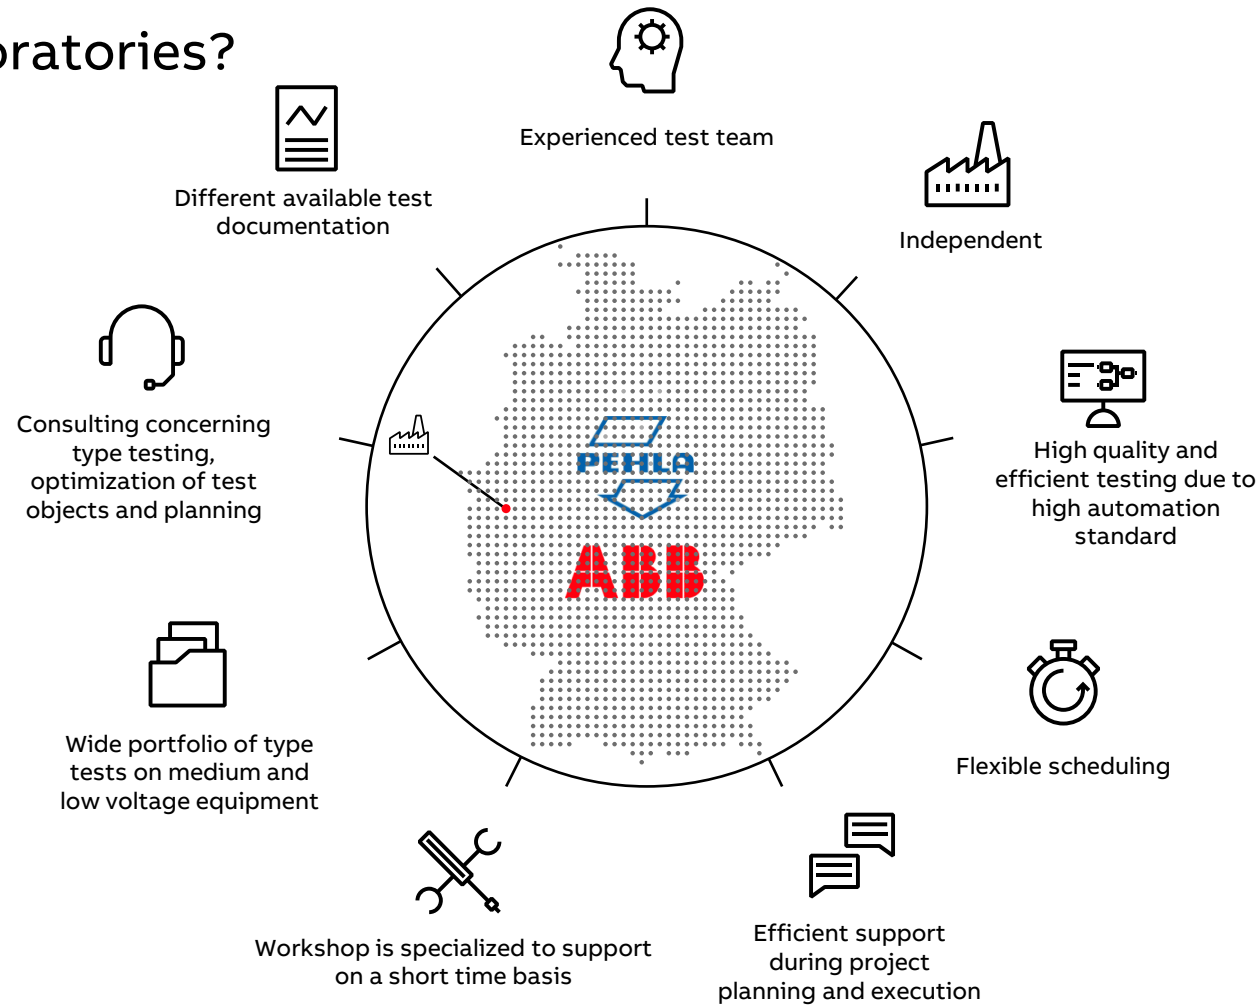 oratories?
Experienced test team
Different available test
documentation
Independent
Consulting concerning
type testing,
optimization of test
objects and planning
PEHLA
ABB
High quality and
efficient testing due to
high automation
standard
Wide portfolio of type
tests on medium and
low voltage equipment
Flexible scheduling
Workshop is specialized to support
on a short time basis
Efficient support
during project
planning and execution